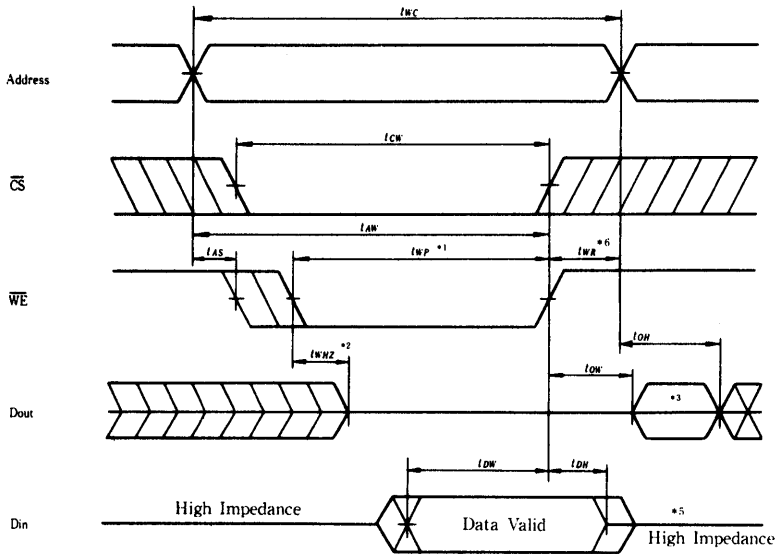 tWC
Address
tCW
CS
tAW
tAS
tWP *1
tWR *6
WE
tWHZ *2
tOH
tOW
Dout
*3
tDW
tDH
High Impedance
Din
Data Valid
*5
High Impedance